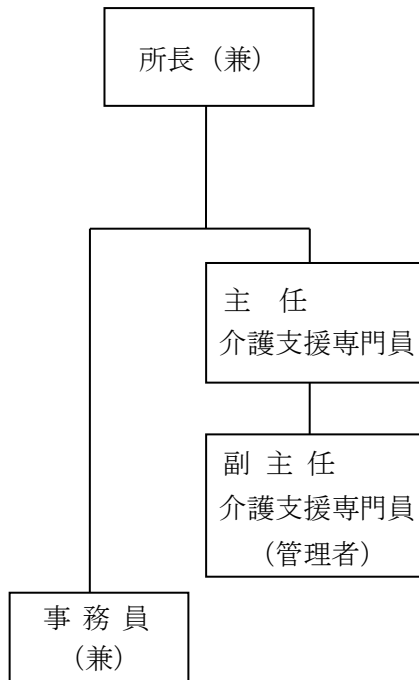 所長（兼）
主　任
介護支援専門員
副 主 任
介護支援専門員
（管理者）
事 務 員
（兼）